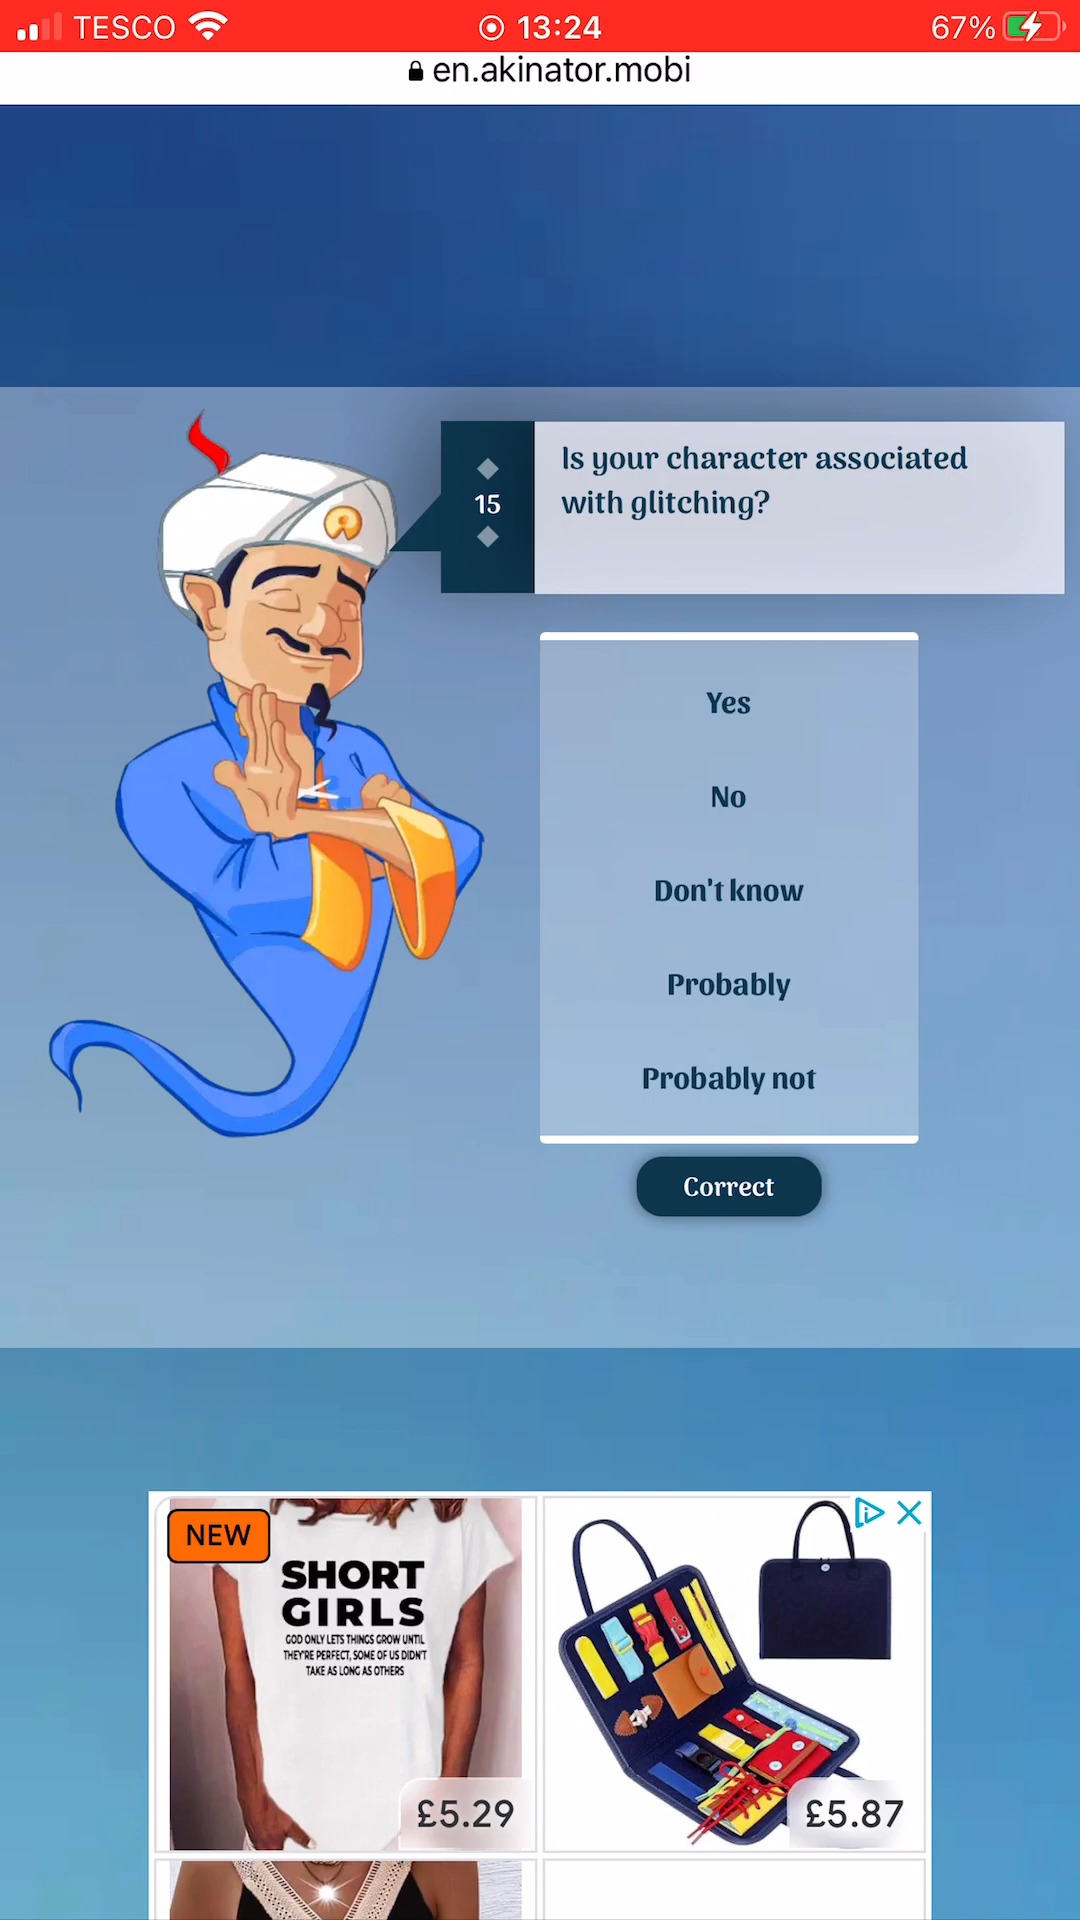 TESCO
13:24
67%
en.akinator.mobi
15
Is your character associated
with glitching?
Yes
No
Don't know
Probably
Probably not
Correct
NEW
SHORT
GIRLS
GOD ONLY LETS THINGS GROW UNTIL
THEY'RE PERFECT, SOME OF US DIDN'T
TAKE AS LONG AS OTHERS
£5.29
£5.87